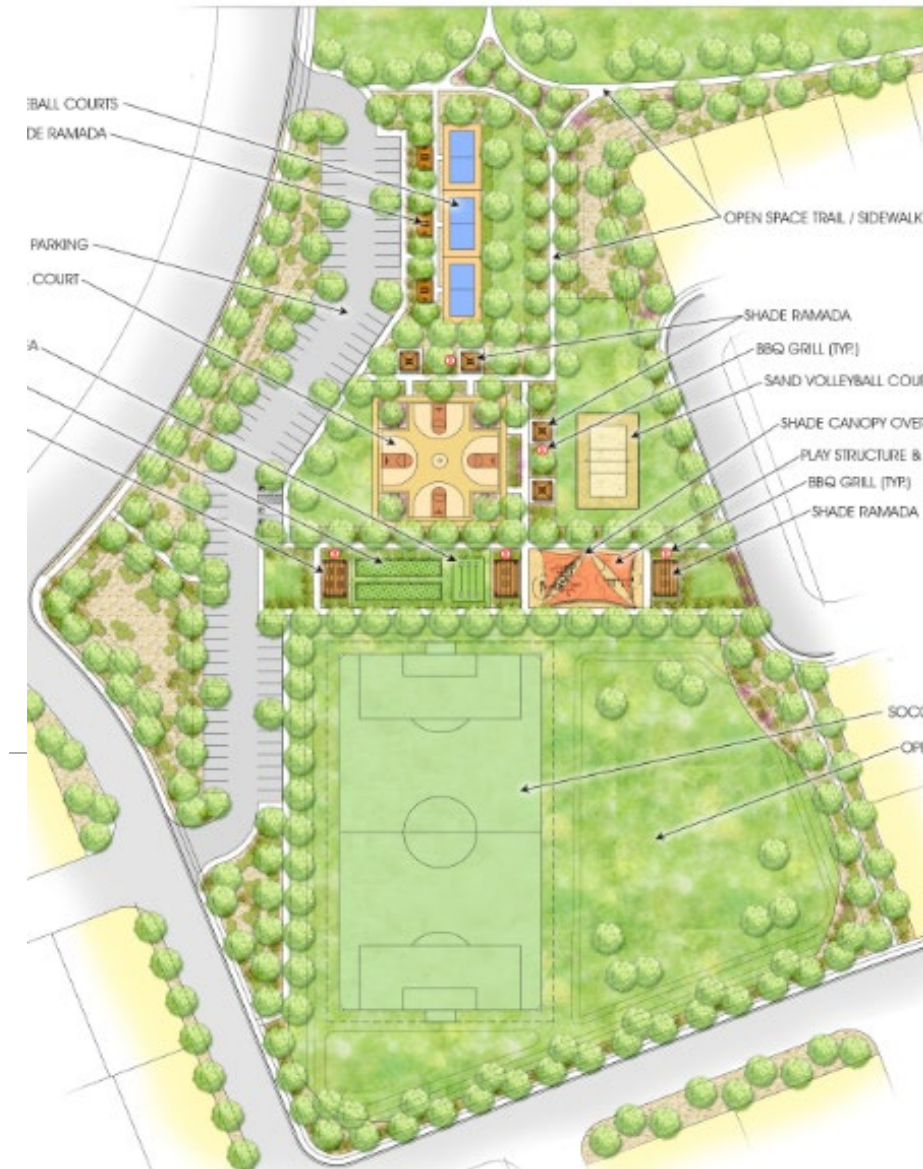 EBALL COURTS
DE RAMADA
PARKING
COURT
A
OPEN SPACE TRAIL / SIDEWALK
SHADE RAMADA
BBQ GRILL (TYP.)
SAND VOLLEYBALL COUR
SHADE CANOPY OVER
PLAY STRUCTURE &
BBQ GRILL (TYP.)
SHADE RAMADA
SOCC
OPE